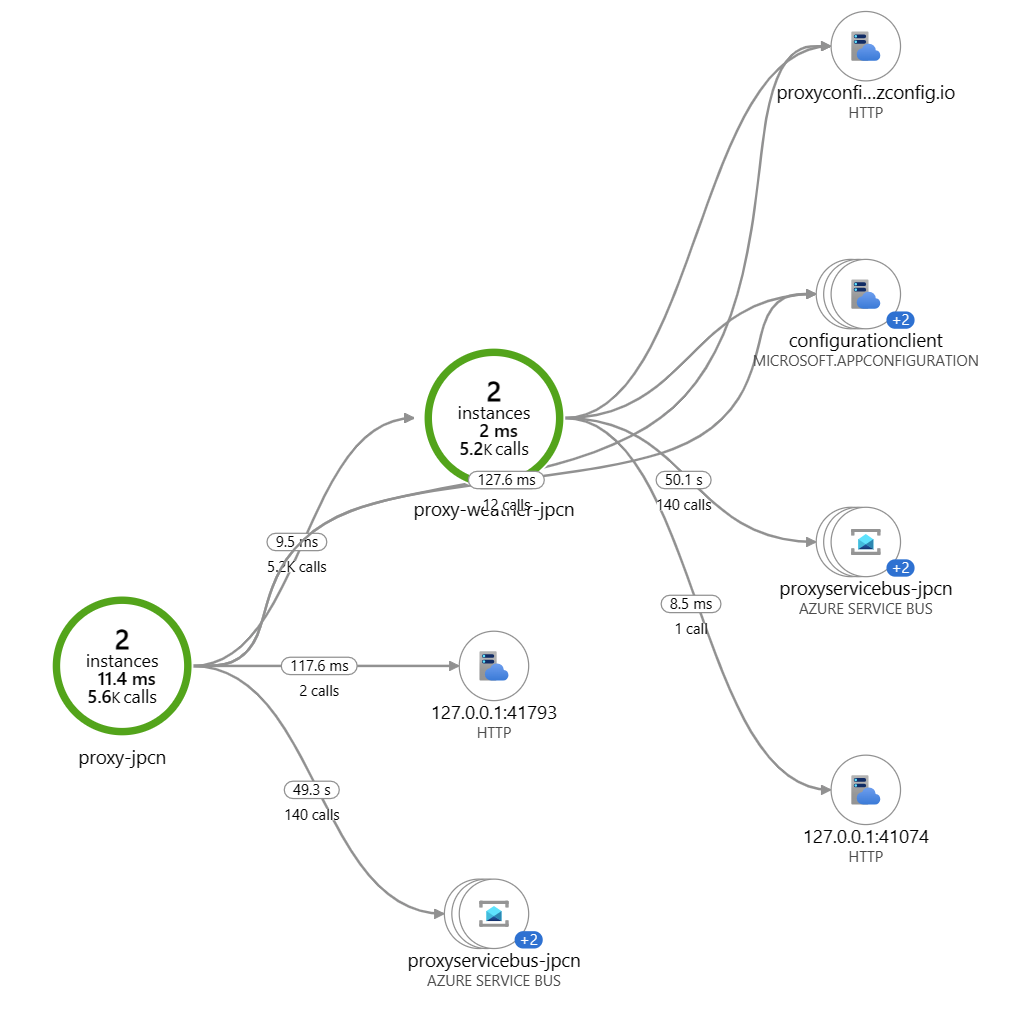 proxyconfi...zconfig.io
HTTP
+2
configurationclient
MICROSOFT.APPCONFIGURATION
2
instances
2 ms
5.2K calls
127.6 ms
12 calls
proxy-weather-jpcn
50.1 s
140 calls
9.5 ms
5.2K calls
+2
proxyservicebus-jpcn
AZURE SERVICE BUS
8.5 ms
1 call
2
instances
11.4 ms
5.6K calls
proxy-jpcn
117.6 ms
2 calls
127.0.0.1:41793
HTTP
49.3 s
140 calls
127.0.0.1:41074
HTTP
+2
proxyservicebus-jpcn
AZURE SERVICE BUS